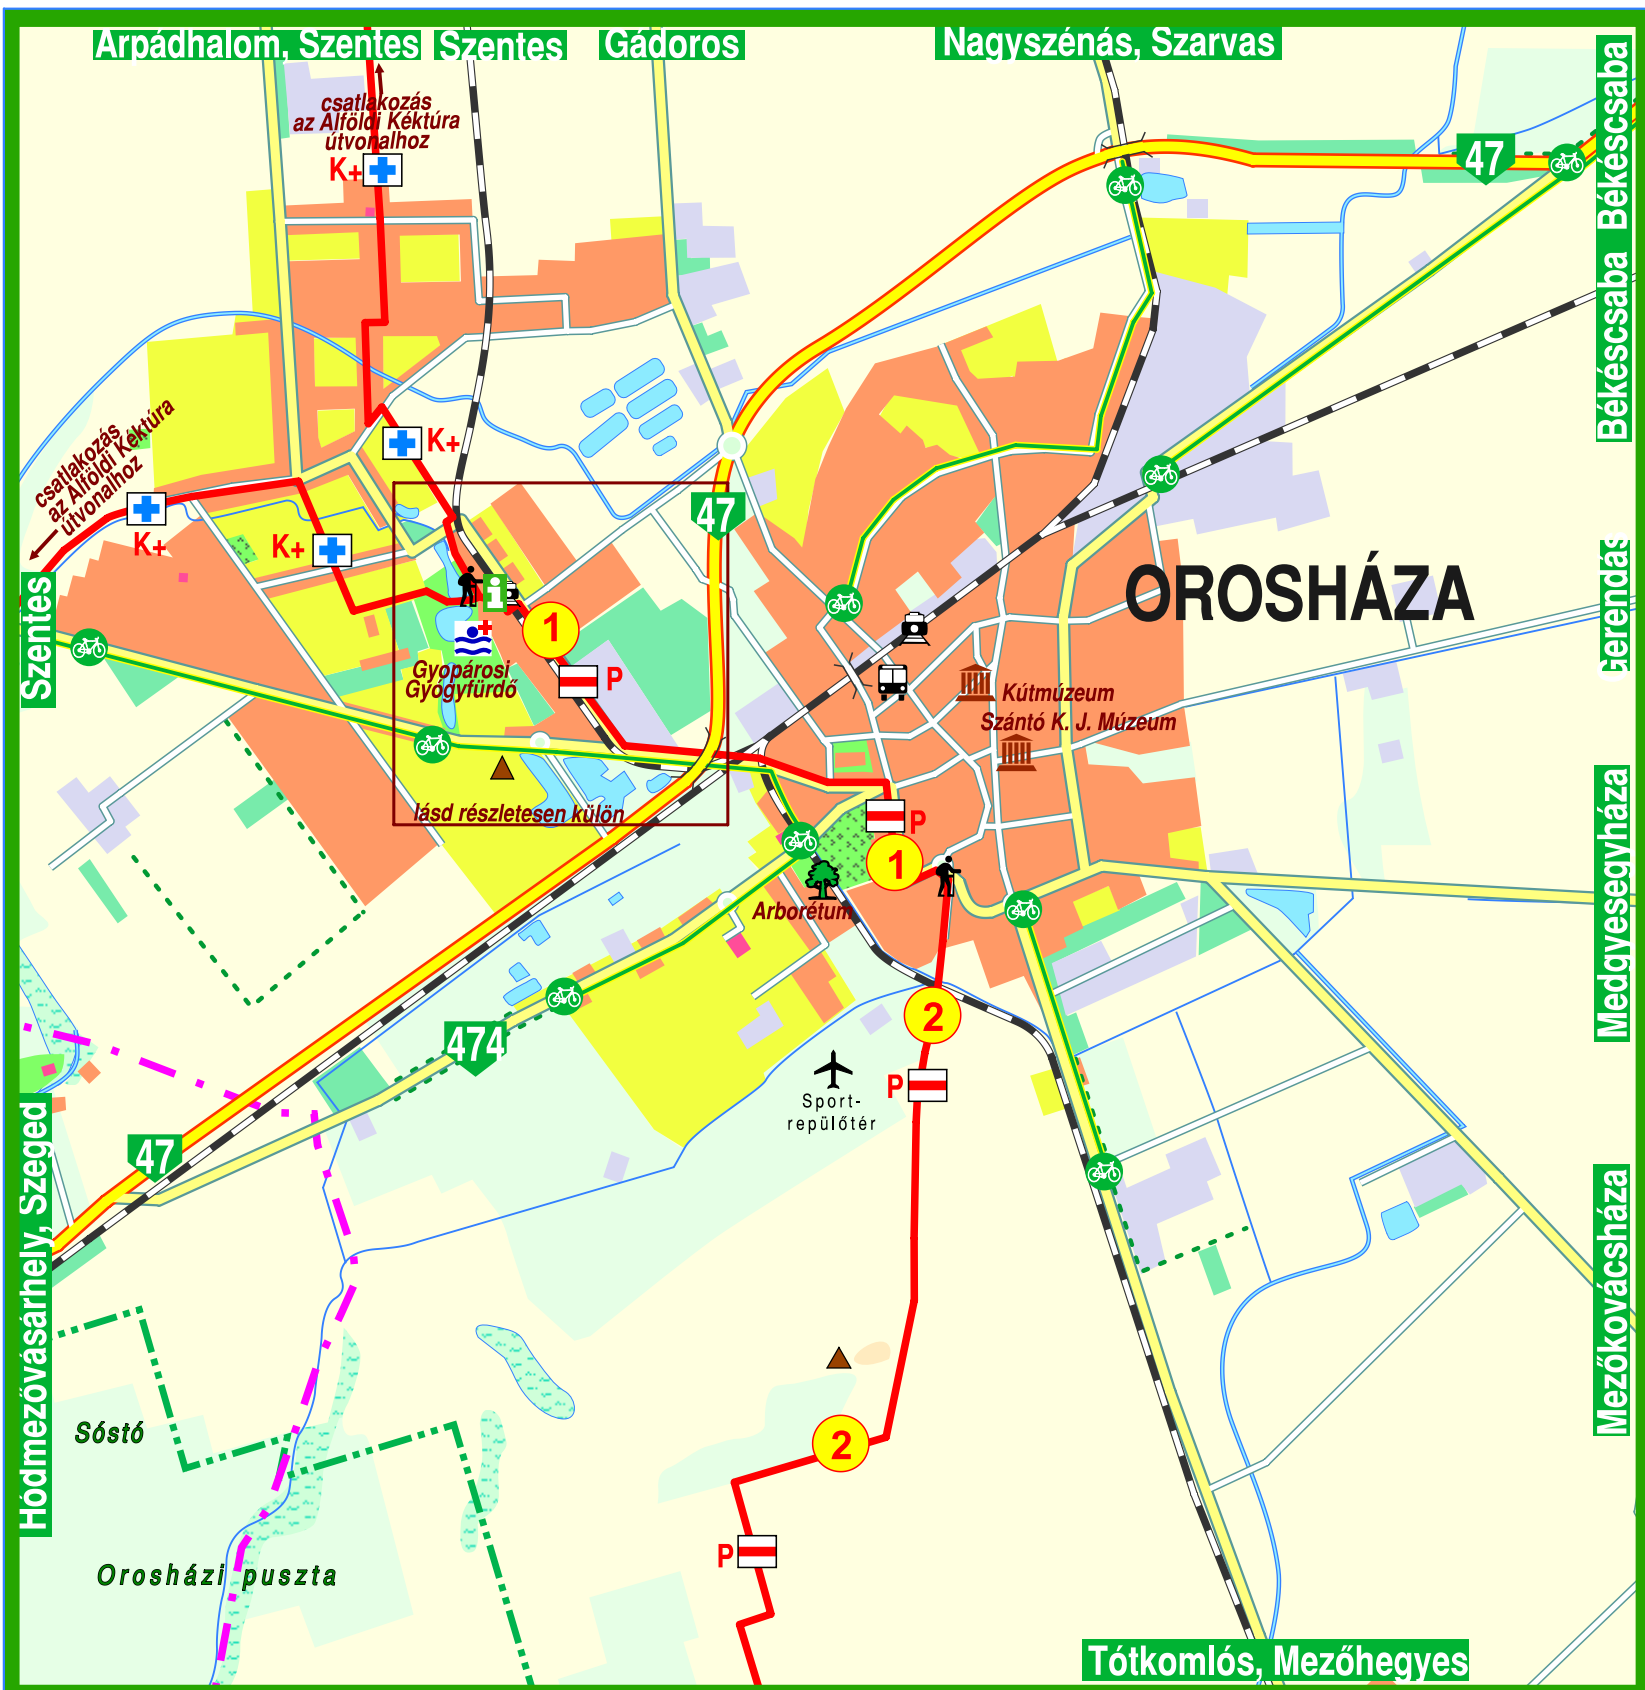 Árpádhalom, Szentes
Szentes
Gádoros
Nagyszénás, Szarvas
Békéscsaba
Békéscsaba
csatlakozás
az Alföldi Kéktúra
útvonalhoz
K+
47
K+
csatlakozás
az Alföldi Kéktúra
útvonalhoz
K+
K+
47
Szentes
i
1
P
Gyopárosi
Gyógyfürdő
lásd részletesen külön
OROSHÁZA
Gerendás
Kútmúzeum
Szántó K. J. Múzeum
P
1
Arborétum
Medgyesegyháza
2
474
P
Sport-
repülőtér
47
Hódmezővásárhely, Szeged
Mezőkovácsháza
2
Sóstó
P
Orosházi puszta
Tótkomlós, Mezőhegyes